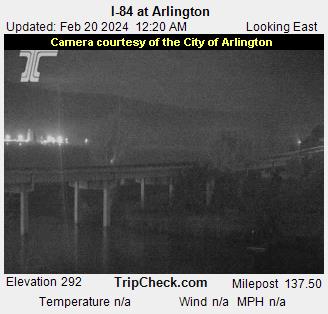 I-84 at Arlington
Updated: Feb 20 2024 12:20 AM Looking East
Camera courtesy of the City of Arlington
Elevation 292 TripCheck.com Milepost 137.50
Temperature n/a Wind n/a MPH n/a